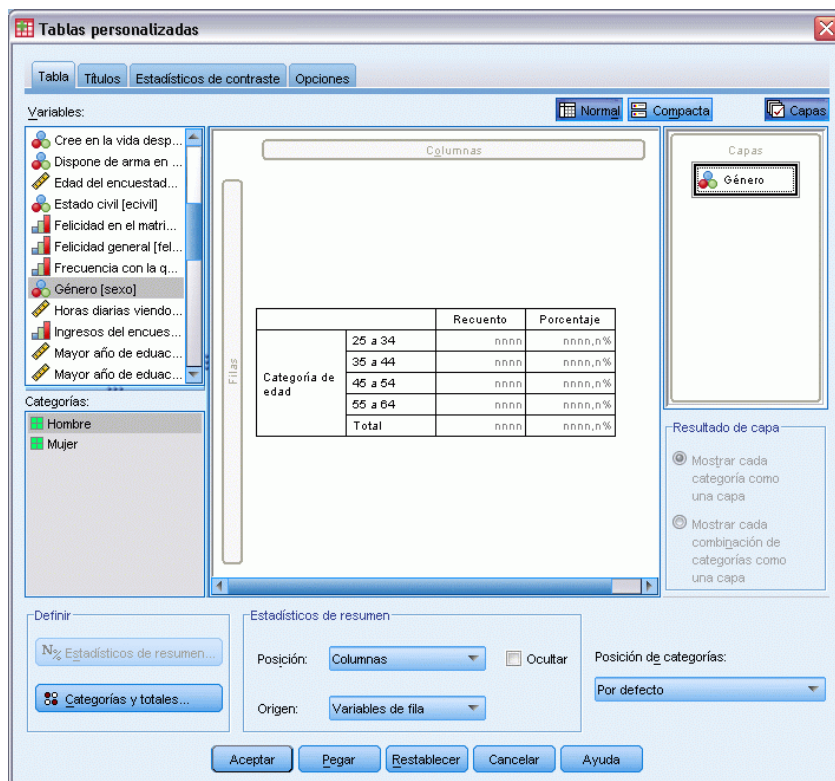 Tablas personalizadas
Tabla
Títulos
Estadísticos de contraste
Opciones
Variables:
Normal
Compacta
Capas
Cree en la vida desp...
Dispone de arma en ...
Edad del encuestad...
Estado civil [ecivil]
Felicidad en el matri...
Felicidad general [fel...
Frecuencia con la q...
Género [sexo]
Horas diarias viendo...
Ingresos del encues...
Mayor año de eduac...
Mayor año de eduac...
Categorías:
Hombre
Mujer
Columnas
Filas
Recuento Porcentaje
Categoría de edad
25 a 34 nnnn nnnn,n%
35 a 44 nnnn nnnn,n%
45 a 54 nnnn nnnn,n%
55 a 64 nnnn nnnn,n%
Total nnnn nnnn,n%
Capas
Género
Resultado de capa
Mostrar cada
categoría como
una capa
Mostrar cada
combinación de
categorías como
una capa
Definir
N% Estadísticos de resumen...
Categorías y totales...
Estadísticos de resumen
Posición: Columnas
Ocultar
Origen: Variables de fila
Posición de categorías:
Por defecto
Aceptar
Pegar
Restablecer
Cancelar
Ayuda